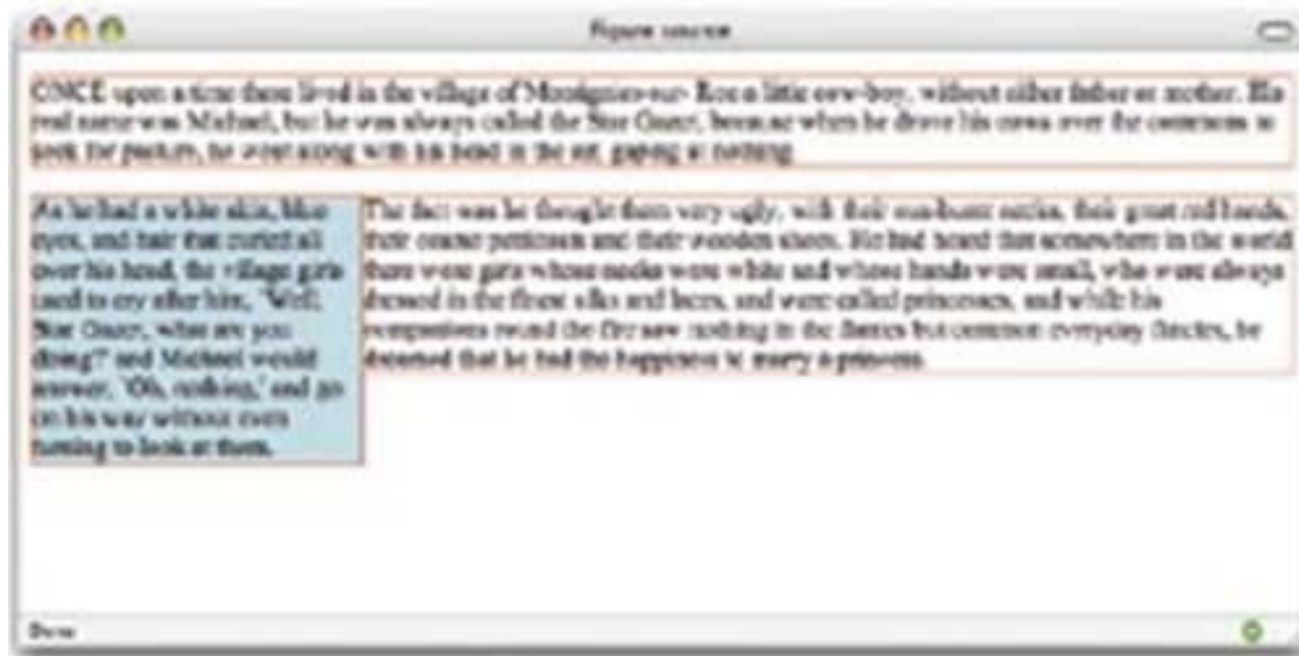 Figure source
ONCE upon a time there lived in the village of Montignies-sur- Roc a little cow-boy, without either father or mother. His
real name was Michael, but he was always called the Star Gazer, because when he drove his cows over the commons to
seek for pasture, he went along with his head in the air, gaping at nothing.
As he had a white skin, blue
eyes, and hair that curled all
over his head, the village girls
used to cry after him, 'Well,
Star Gazer, what are you
doing?' and Michael would
answer, 'Oh, nothing,' and go
on his way without even
turning to look at them.
The fact was he thought them very ugly, with their sun-burnt necks, their great red hands,
their coarse petticoats and their wooden shoes. He had heard that somewhere in the world
there were girls whose necks were white and whose hands were small, who were always
dressed in the finest silks and laces, and were called princesses, and while his
companions round the fire saw nothing in the flames but common everyday fancies, he
dreamed that he had the happiness to marry a princess.
Done